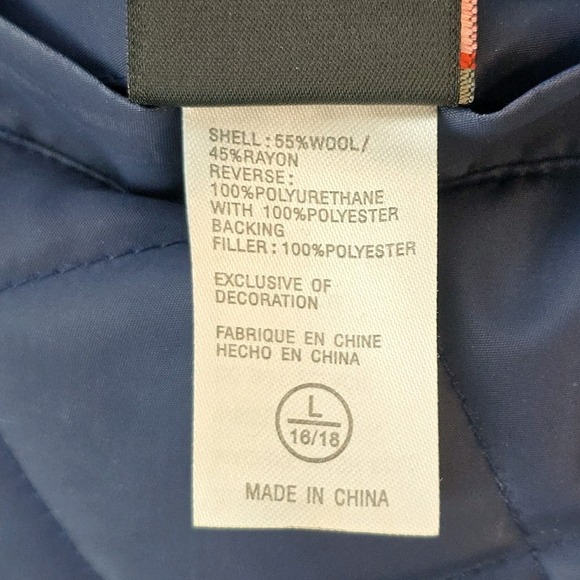 SHELL:55%WOOL/
45%RAYON
REVERSE:
100%POLYURETHANE
WITH 100%POLYESTER
BACKING
FILLER:100%POLYESTER
EXCLUSIVE OF
DECORATION
FABRIQUE EN CHINE
HECHO EN CHINA
L
16/18
MADE IN CHINA